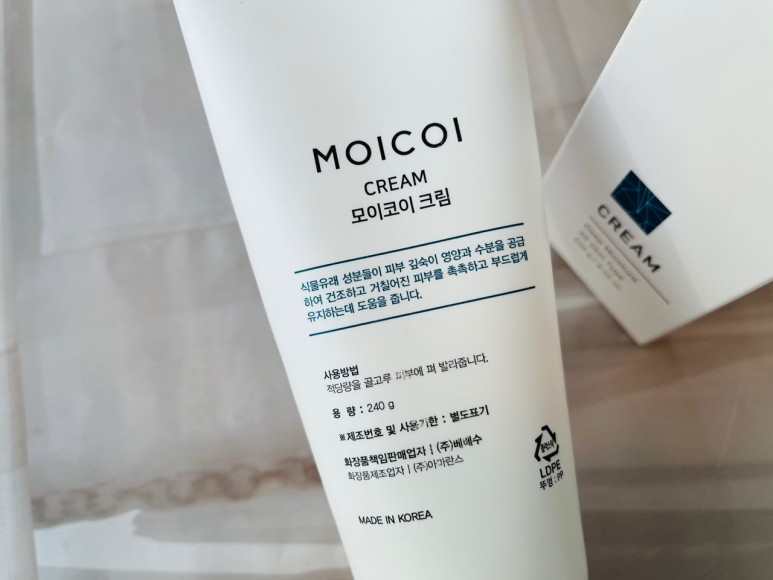 MOICOI
CREAM
모이코이 크림
식물유래 성분들이 피부 깊숙이 영양과 수분을 공급
하여 건조하고 거칠어진 피부를 촉촉하고 부드럽게
유지하는데 도움을 줍니다.
사용방법
적당량을 골고루 피부에 펴 발라줍니다.
용 량 : 240 g
※제조번호 및 사용기한 : 별도표기
화장품책임판매업자 | (주)베베수
화장품제조업자 | (주)아마란스
MADE IN KOREA
LDPE
뚜껑 : PP
CREAM